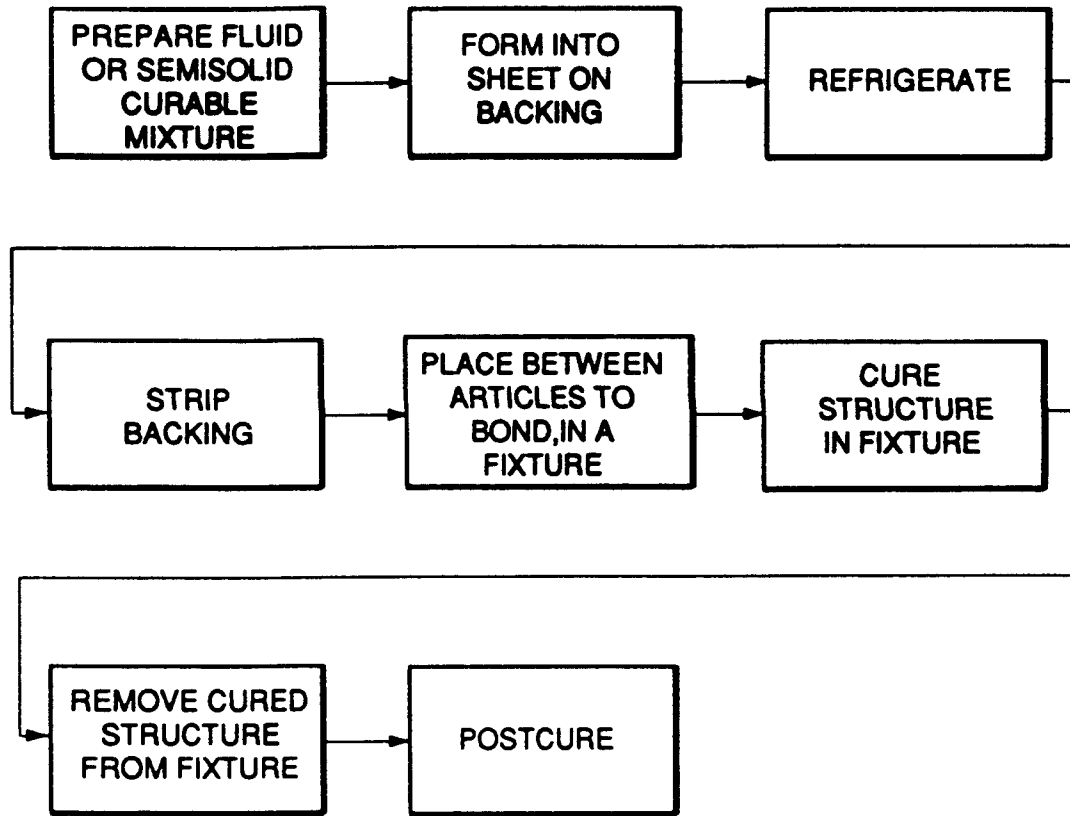 PREPARE FLUID
OR SEMISOLID
CURABLE
MIXTURE
FORM INTO
SHEET ON
BACKING
REFRIGERATE
STRIP
BACKING
PLACE BETWEEN
ARTICLES TO
BOND,IN A
FIXTURE
CURE
STRUCTURE
IN FIXTURE
REMOVE CURED
STRUCTURE
FROM FIXTURE
POSTCURE